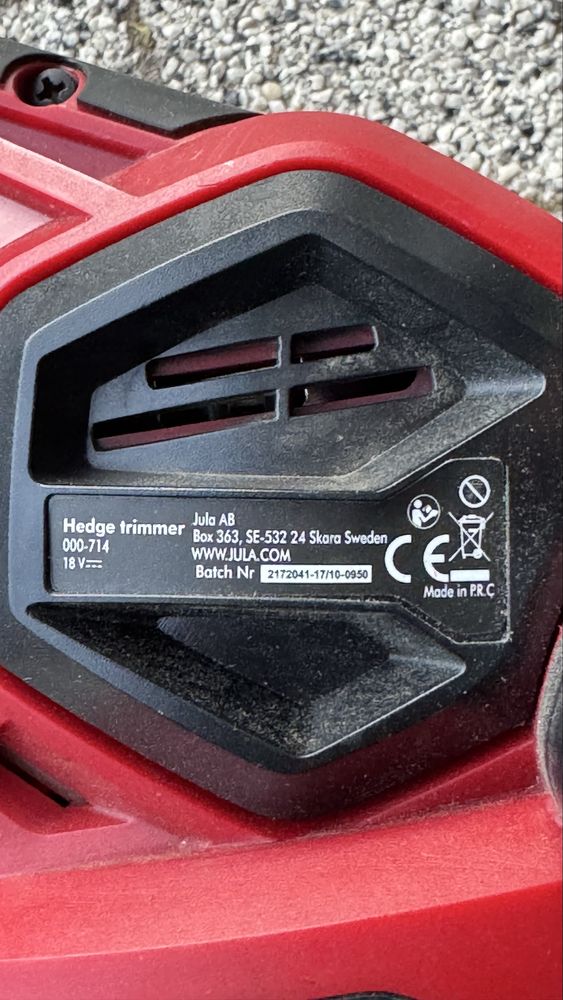 Hedge trimmer
000-714
18 V⎓
Jula AB
Box 363, SE-532 24 Skara Sweden
WWW.JULA.COM
Batch Nr 2172041-17/10-0950
CE
Made in P.R.C